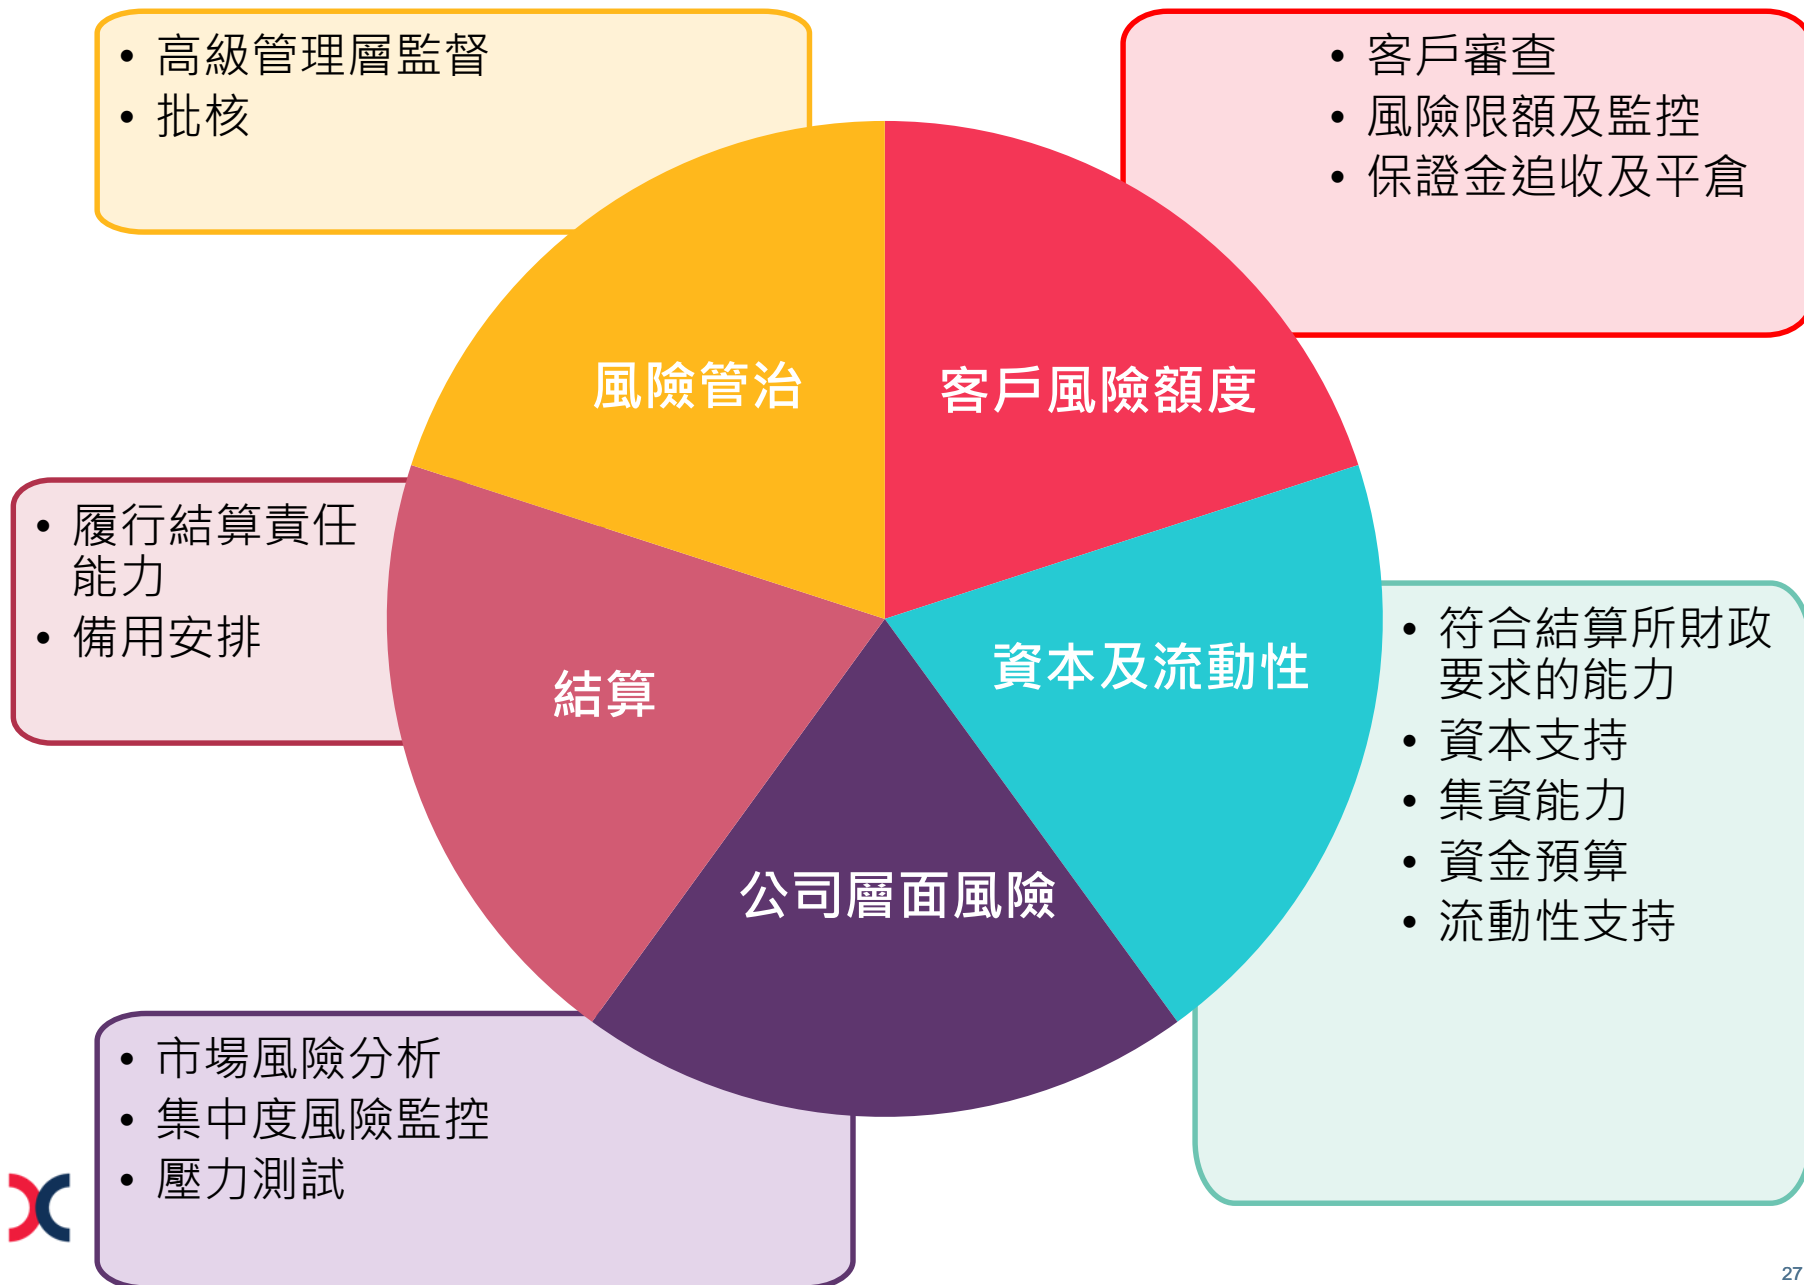 • 高級管理層監督
• 批核
• 客戶審查
• 風險限額及監控
• 保證金追收及平倉
風險管治
客戶風險額度
• 履行結算責任
能力
• 備用安排
結算
資本及流動性
• 符合結算所財政
要求的能力
• 資本支持
• 集資能力
• 資金預算
• 流動性支持
公司層面風險
• 市場風險分析
• 集中度風險監控
• 壓力測試
27